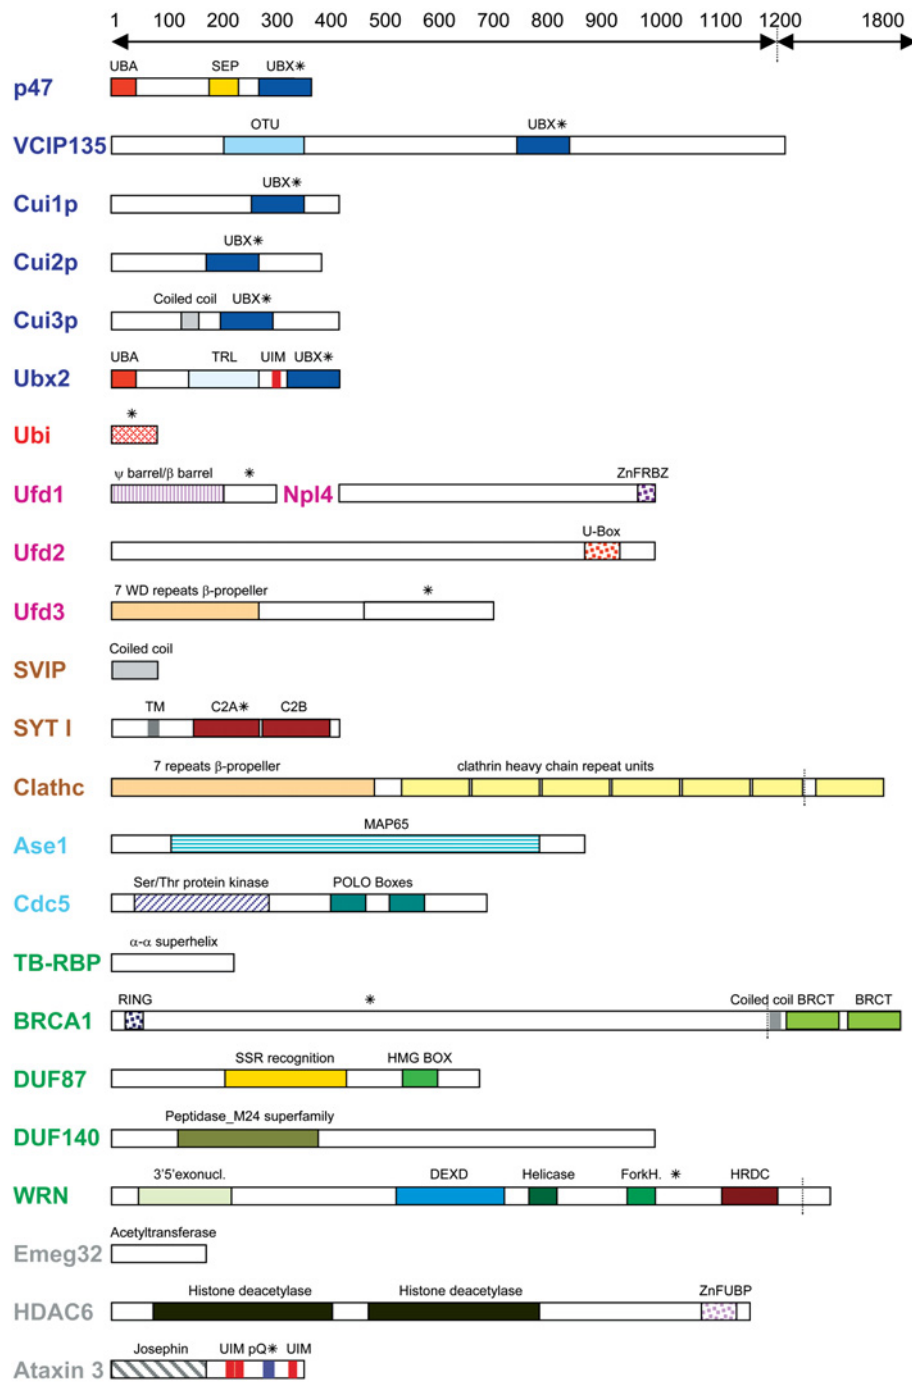 1 100 200 300 400 500 600 700 800 900 1000 1100 1200 1800
UBA SEP UBX*
p47
OTU UBX*
VCIP135
UBX*
Cui1p
UBX*
Cui2p
Coiled coil UBX*
Cui3p
UBA TRL UIM UBX*
Ubx2
*
Ubi
ψ barrel/β barrel * ZnFRBZ
Ufd1 Npl4
U-Box
Ufd2
7 WD repeats β-propeller *
Ufd3
Coiled coil
SVIP
TM C2A* C2B
SYT I
7 repeats β-propeller clathrin heavy chain repeat units
Clathc
MAP65
Ase1
Ser/Thr protein kinase POLO Boxes
Cdc5
α-α superhelix
TB-RBP
RING * Coiled coil BRCT BRCT
BRCA1
SSR recognition HMG BOX
DUF87
Peptidase_M24 superfamily
DUF140
3'5'exonucl. DEXD Helicase ForkH. * HRDC
WRN
Acetyltransferase
Emeg32
Histone deacetylase Histone deacetylase ZnFUBP
HDAC6
Josephin UIM pQ* UIM
Ataxin 3